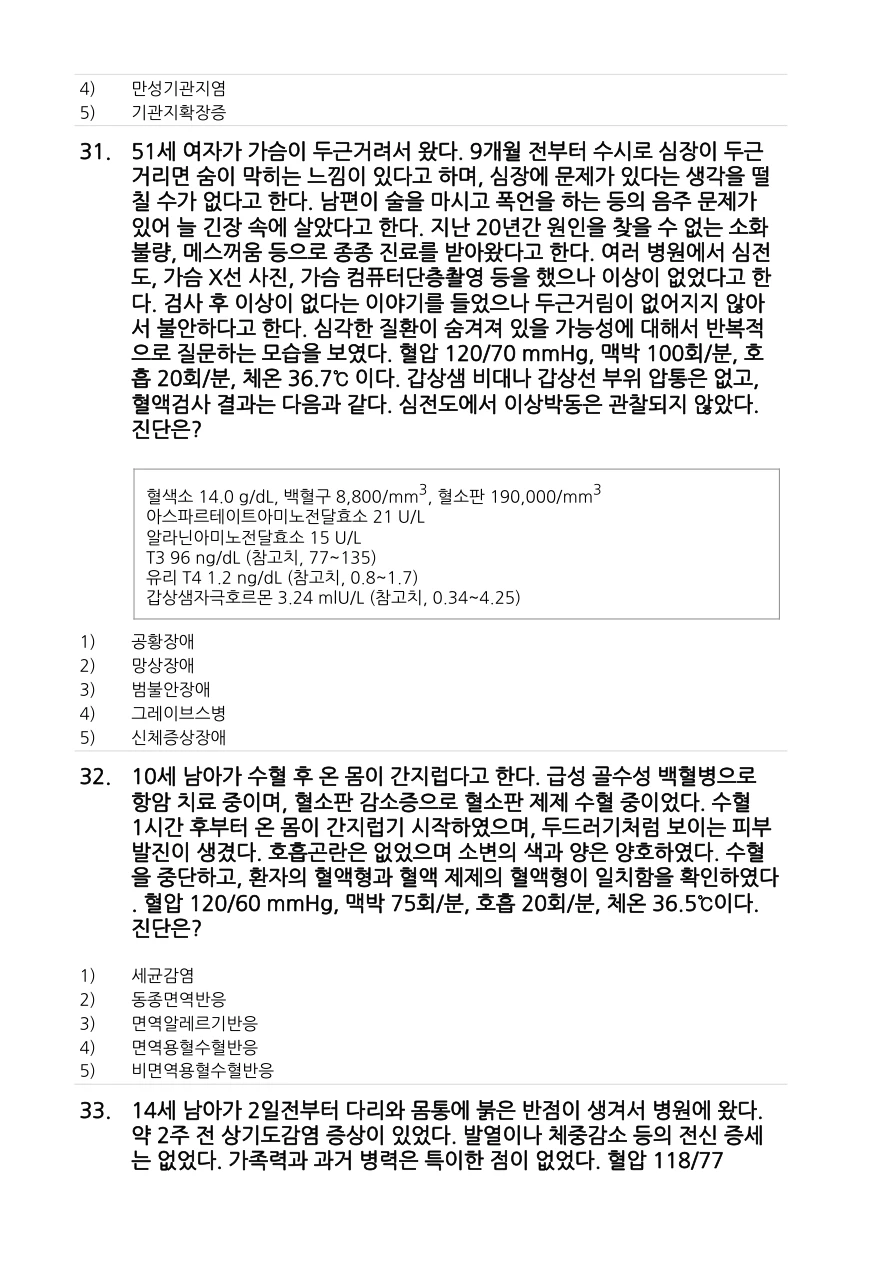 4) 만성기관지염
5) 기관지확장증
31. 51세 여자가 가슴이 두근거려서 왔다. 9개월 전부터 수시로 심장이 두근
거리면 숨이 막히는 느낌이 있다고 하며, 심장에 문제가 있다는 생각을 떨
칠 수가 없다고 한다. 남편이 술을 마시고 폭언을 하는 등의 음주 문제가
있어 늘 긴장 속에 살았다고 한다. 지난 20년간 원인을 찾을 수 없는 소화
불량, 메스꺼움 등으로 종종 진료를 받아왔다고 한다. 여러 병원에서 심전
도, 가슴 X선 사진, 가슴 컴퓨터단층촬영 등을 했으나 이상이 없었다고 한
다. 검사 후 이상이 없다는 이야기를 들었으나 두근거림이 없어지지 않아
서 불안하다고 한다. 심각한 질환이 숨겨져 있을 가능성에 대해서 반복적
으로 질문하는 모습을 보였다. 혈압 120/70 mmHg, 맥박 100회/분, 호
흡 20회/분, 체온 36.7℃ 이다. 갑상샘 비대나 갑상선 부위 압통은 없고,
혈액검사 결과는 다음과 같다. 심전도에서 이상박동은 관찰되지 않았다.
진단은?
혈색소 14.0 g/dL, 백혈구 8,800/mm³, 혈소판 190,000/mm³
아스파르테이트아미노전달효소 21 U/L
알라닌아미노전달효소 15 U/L
T3 96 ng/dL (참고치, 77~135)
유리 T4 1.2 ng/dL (참고치, 0.8~1.7)
갑상샘자극호르몬 3.24 mlU/L (참고치, 0.34~4.25)
1) 공황장애
2) 망상장애
3) 범불안장애
4) 그레이브스병
5) 신체증상장애
32. 10세 남아가 수혈 후 온 몸이 간지럽다고 한다. 급성 골수성 백혈병으로
항암 치료 중이며, 혈소판 감소증으로 혈소판 제제 수혈 중이었다. 수혈
1시간 후부터 온 몸이 간지럽기 시작하였으며, 두드러기처럼 보이는 피부
발진이 생겼다. 호흡곤란은 없었으며 소변의 색과 양은 양호하였다. 수혈
을 중단하고, 환자의 혈액형과 혈액 제제의 혈액형이 일치함을 확인하였다
. 혈압 120/60 mmHg, 맥박 75회/분, 호흡 20회/분, 체온 36.5℃이다.
진단은?
1) 세균감염
2) 동종면역반응
3) 면역알레르기반응
4) 면역용혈수혈반응
5) 비면역용혈수혈반응
33. 14세 남아가 2일전부터 다리와 몸통에 붉은 반점이 생겨서 병원에 왔다.
약 2주 전 상기도감염 증상이 있었다. 발열이나 체중감소 등의 전신 증세
는 없었다. 가족력과 과거 병력은 특이한 점이 없었다. 혈압 118/77